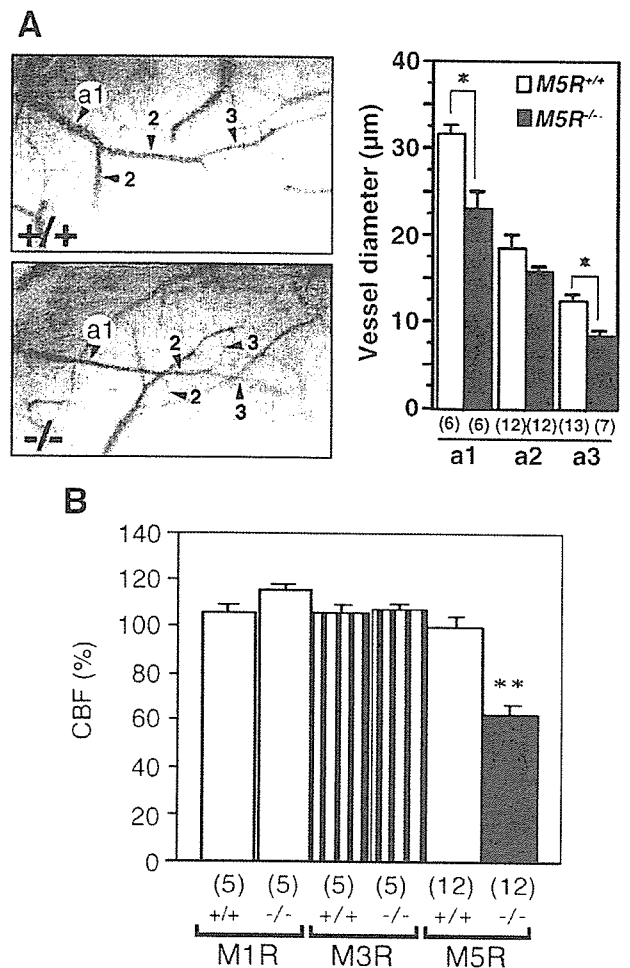 A
a1
2
3
2
+/+
a1
2
3
2
3
-/-
Vessel diameter (µm)
40
30
20
10
0
*
*
M5R+/+
M5R-/-
(6) (6) (12)(12)(13) (7)
a1 a2 a3
B
CBF (%)
140
120
100
80
60
40
20
0
**
(5) (5) (5) (5) (12) (12)
+/+ -/- +/+ -/- +/+ -/-
M1R M3R M5R